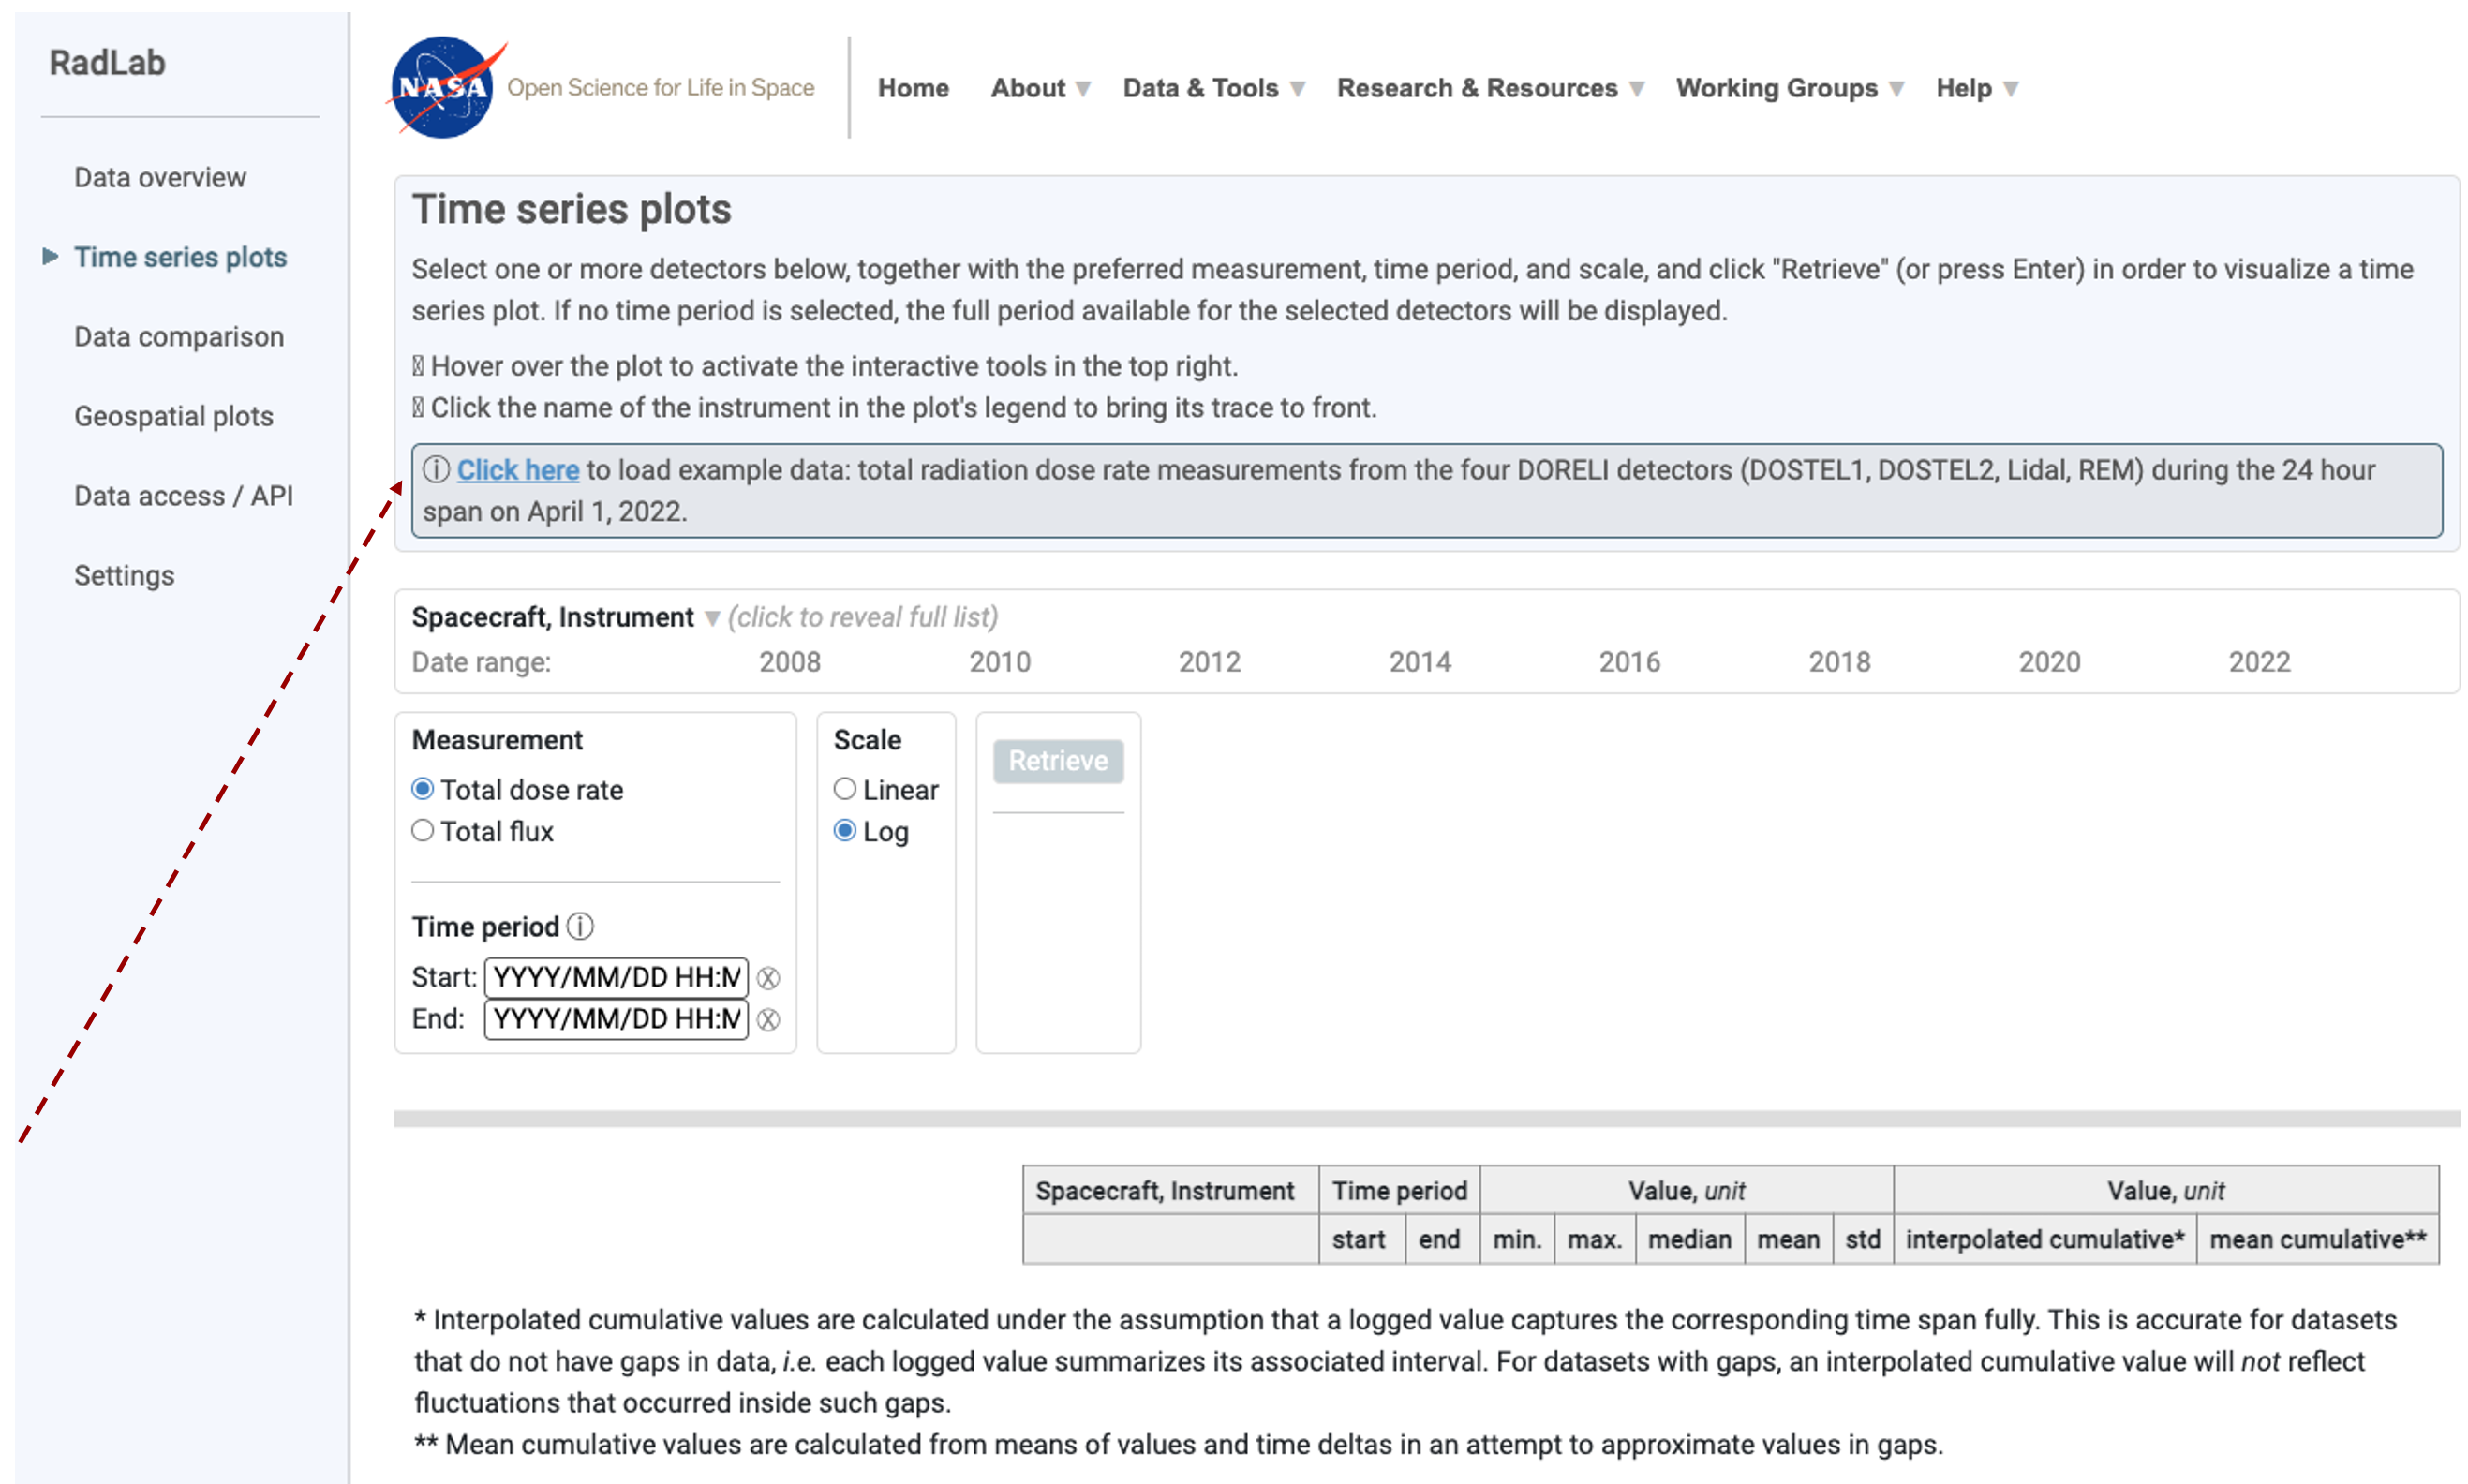 RadLab
Data overview
Time series plots
Data comparison
Geospatial plots
Data access / API
Settings
NASA
Open Science for Life in Space
Home About Data & Tools Research & Resources Working Groups Help
Time series plots
Select one or more detectors below, together with the preferred measurement, time period, and scale, and click "Retrieve" (or press Enter) in order to visualize a time
series plot. If no time period is selected, the full period available for the selected detectors will be displayed.
Hover over the plot to activate the interactive tools in the top right.
Click the name of the instrument in the plot's legend to bring its trace to front.
ⓘ Click here to load example data: total radiation dose rate measurements from the four DORELI detectors (DOSTEL1, DOSTEL2, Lidal, REM) during the 24 hour
span on April 1, 2022.
Spacecraft, Instrument ▼ (click to reveal full list)
Date range: 2008 2010 2012 2014 2016 2018 2020 2022
Measurement
Total dose rate
Total flux
Time period ⓘ
Start: YYYY/MM/DD HH:M
End: YYYY/MM/DD HH:M
Scale
Linear
Log
Retrieve
Spacecraft, Instrument Time period Value, unit Value, unit
start end min. max. median mean std interpolated cumulative* mean cumulative**
* Interpolated cumulative values are calculated under the assumption that a logged value captures the corresponding time span fully. This is accurate for datasets
that do not have gaps in data, i.e. each logged value summarizes its associated interval. For datasets with gaps, an interpolated cumulative value will not reflect
fluctuations that occurred inside such gaps.
** Mean cumulative values are calculated from means of values and time deltas in an attempt to approximate values in gaps.